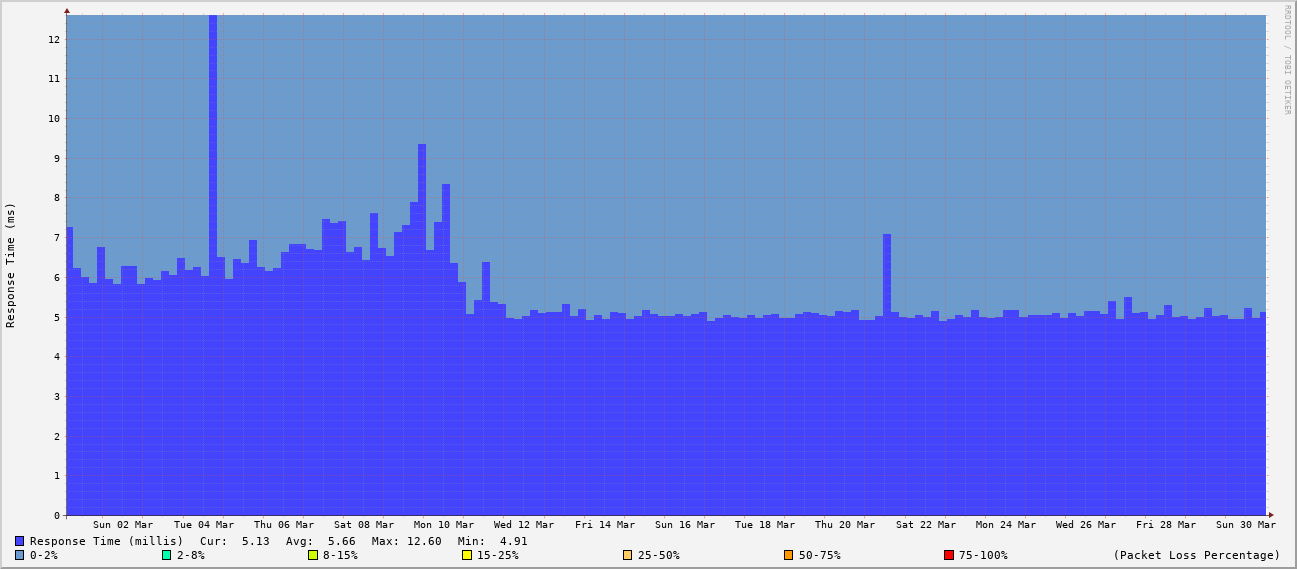 RRDTOOL / TOBI OETIKER
Response Time (ms)
12
11
10
9
8
7
6
5
4
3
2
1
0
Sun 02 Mar Tue 04 Mar Thu 06 Mar Sat 08 Mar Mon 10 Mar Wed 12 Mar Fri 14 Mar Sun 16 Mar Tue 18 Mar Thu 20 Mar Sat 22 Mar Mon 24 Mar Wed 26 Mar Fri 28 Mar Sun 30 Mar
Response Time (millis) Cur: 5.13 Avg: 5.66 Max: 12.60 Min: 4.91
0-2% 2-8% 8-15% 15-25% 25-50% 50-75% 75-100% (Packet Loss Percentage)